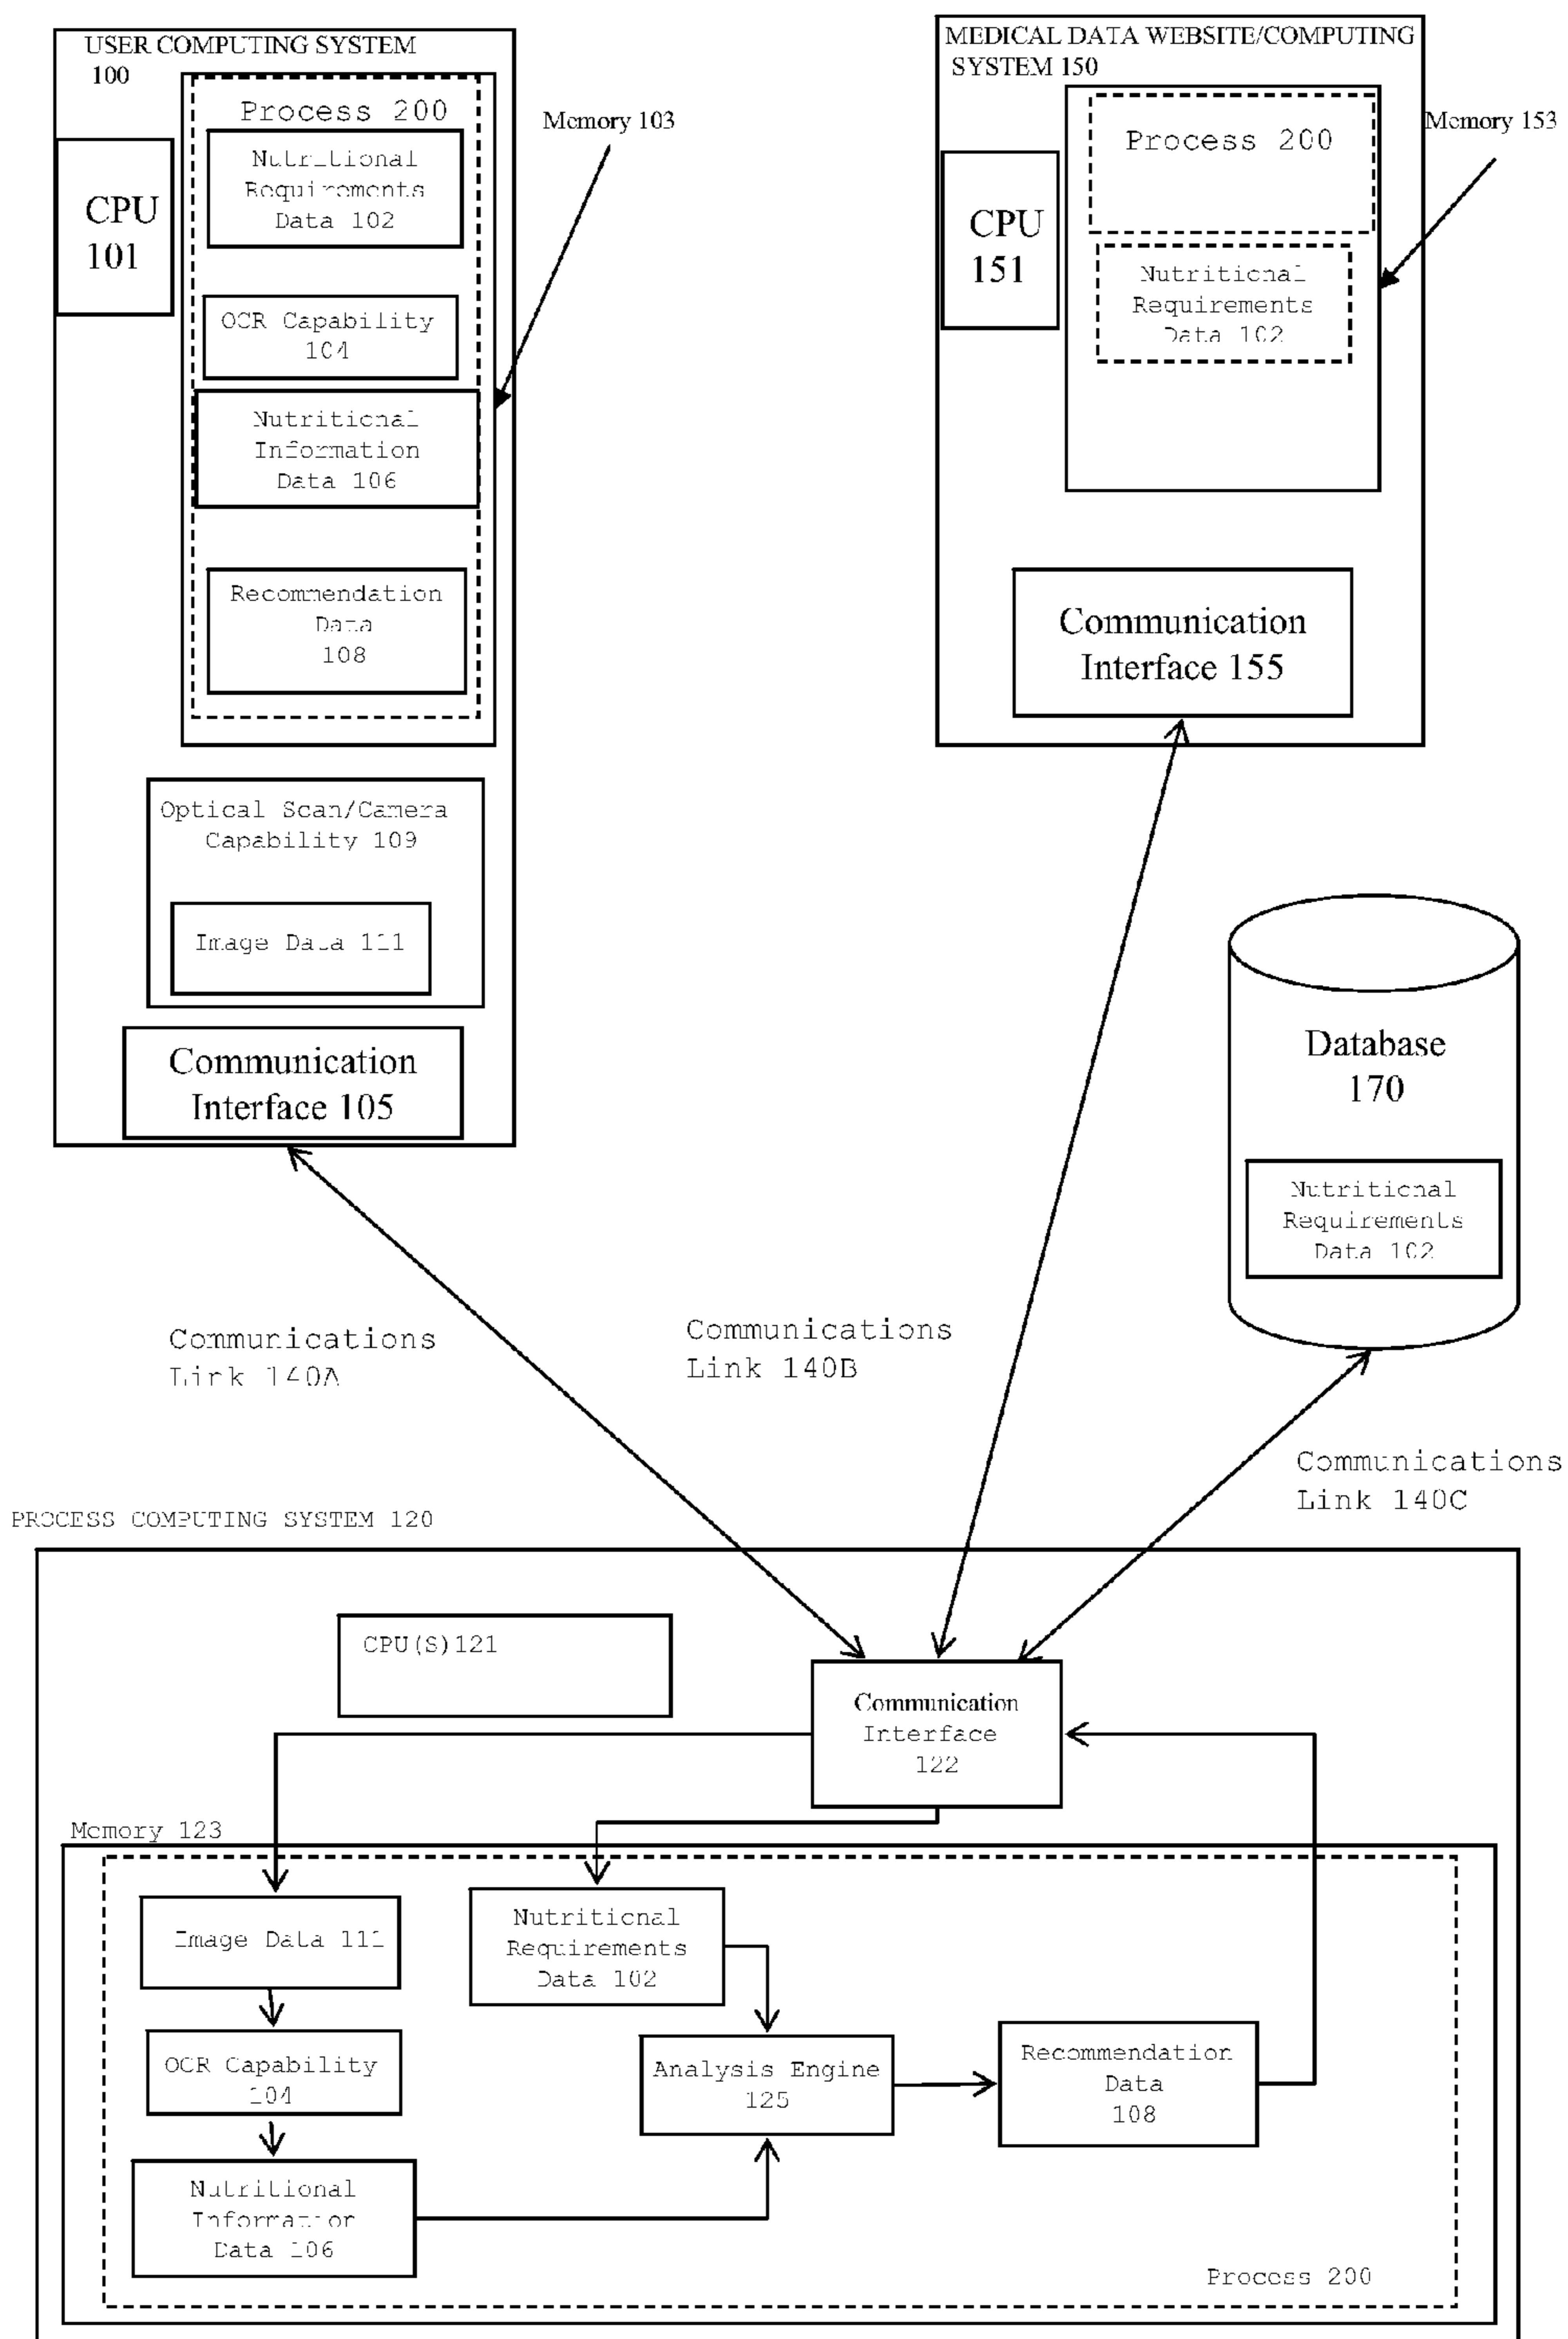 USER COMPUTING SYSTEM
100
Process 200
Nutritional
Requirements
Data 102
CPU
101
OCR Capability
104
Nutritional
Information
Data 106
Recommendation
Data
108
Memory 103
Optical Scan/Camera
Capability 109
Image Data 111
Communication
Interface 105
MEDICAL DATA WEBSITE/COMPUTING
SYSTEM 150
Process 200
Memory 153
CPU
151
Nutritional
Requirements
Data 102
Communication
Interface 155
Database
170
Nutritional
Requirements
Data 102
Communications
Link 140A
Communications
Link 140B
Communications
Link 140C
PROCESS COMPUTING SYSTEM 120
CPU(S)121
Communication
Interface
122
Memory 123
Image Data 111
Nutritional
Requirements
Data 102
OCR Capability
104
Analysis Engine
125
Recommendation
Data
108
Nutritional
Information
Data 106
Process 200